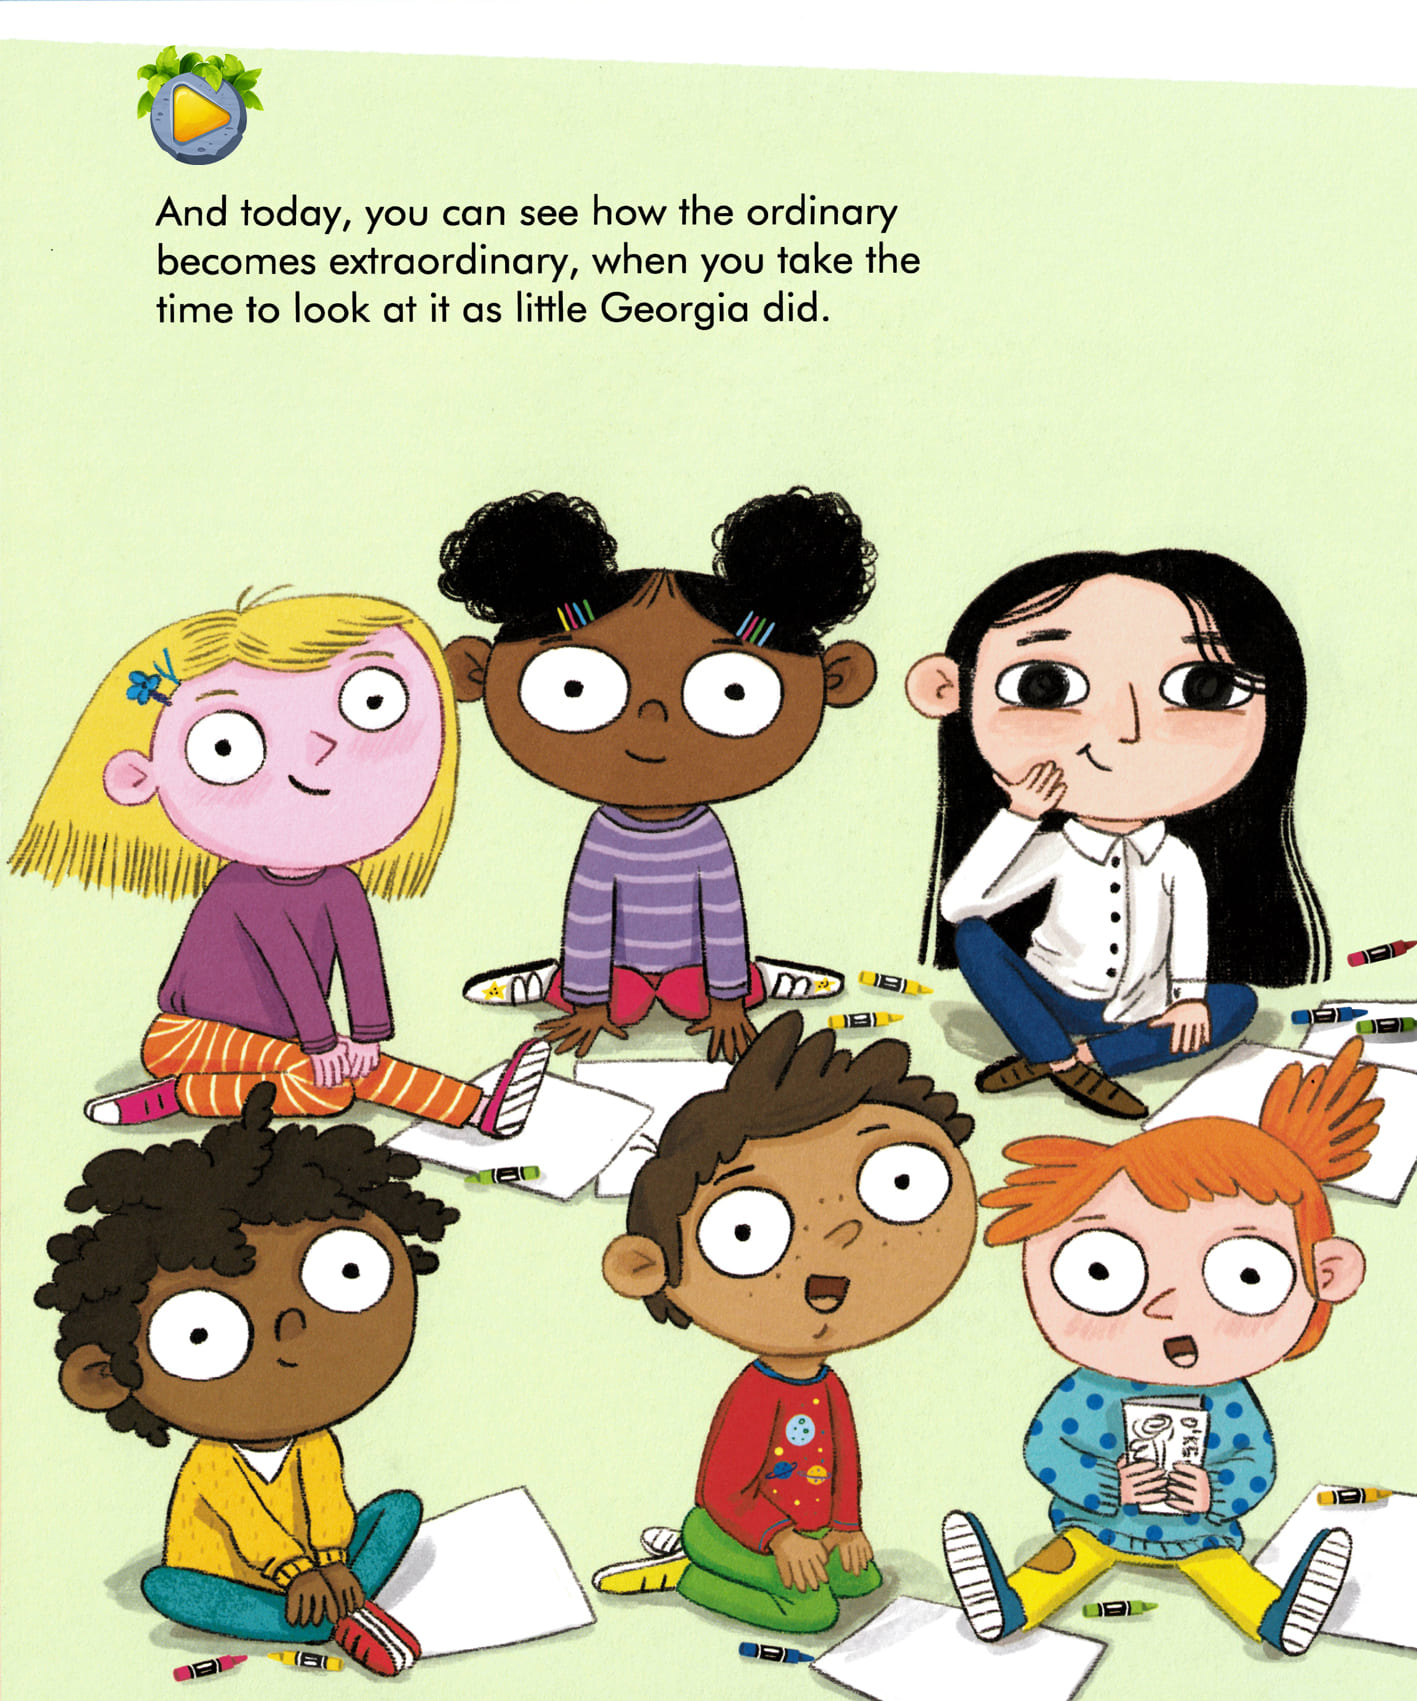 And today, you can see how the ordinary
becomes extraordinary, when you take the
time to look at it as little Georgia did.